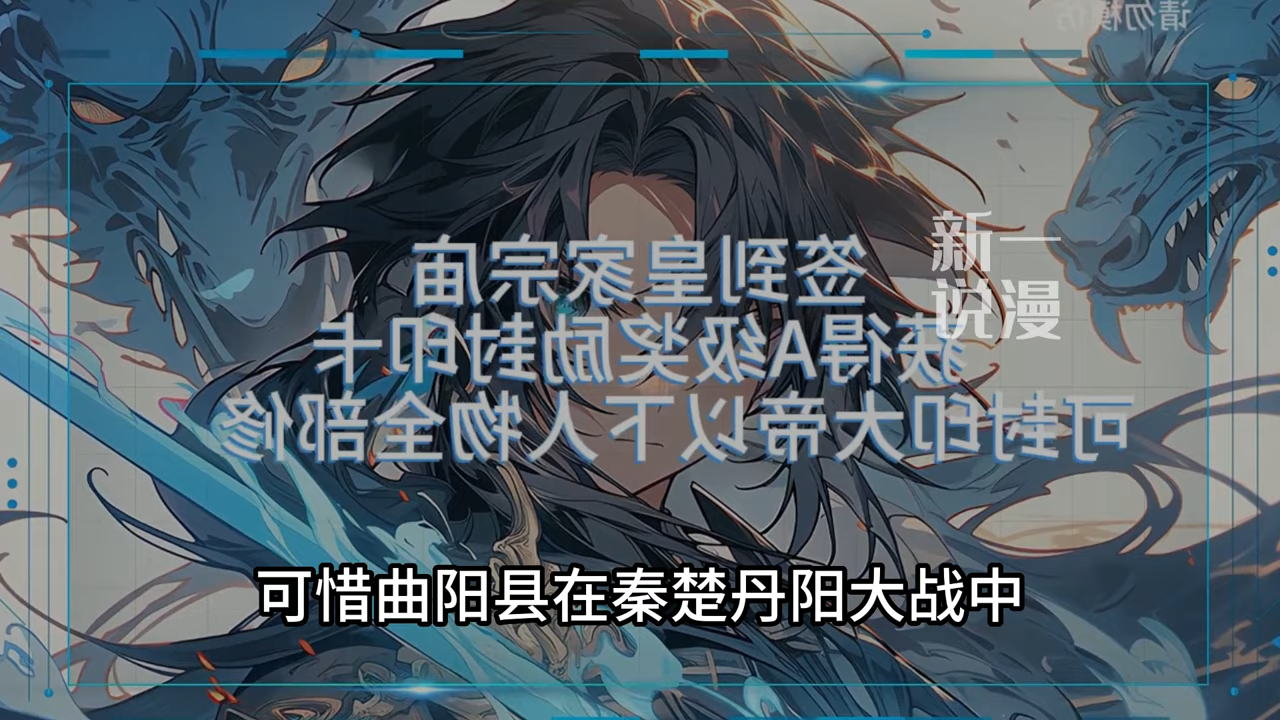 请勿模仿
新一
说漫
签到皇家宗庙
获得A级奖励封印卡
可封印大帝以下人物全部修
可惜曲阳县在秦楚丹阳大战中